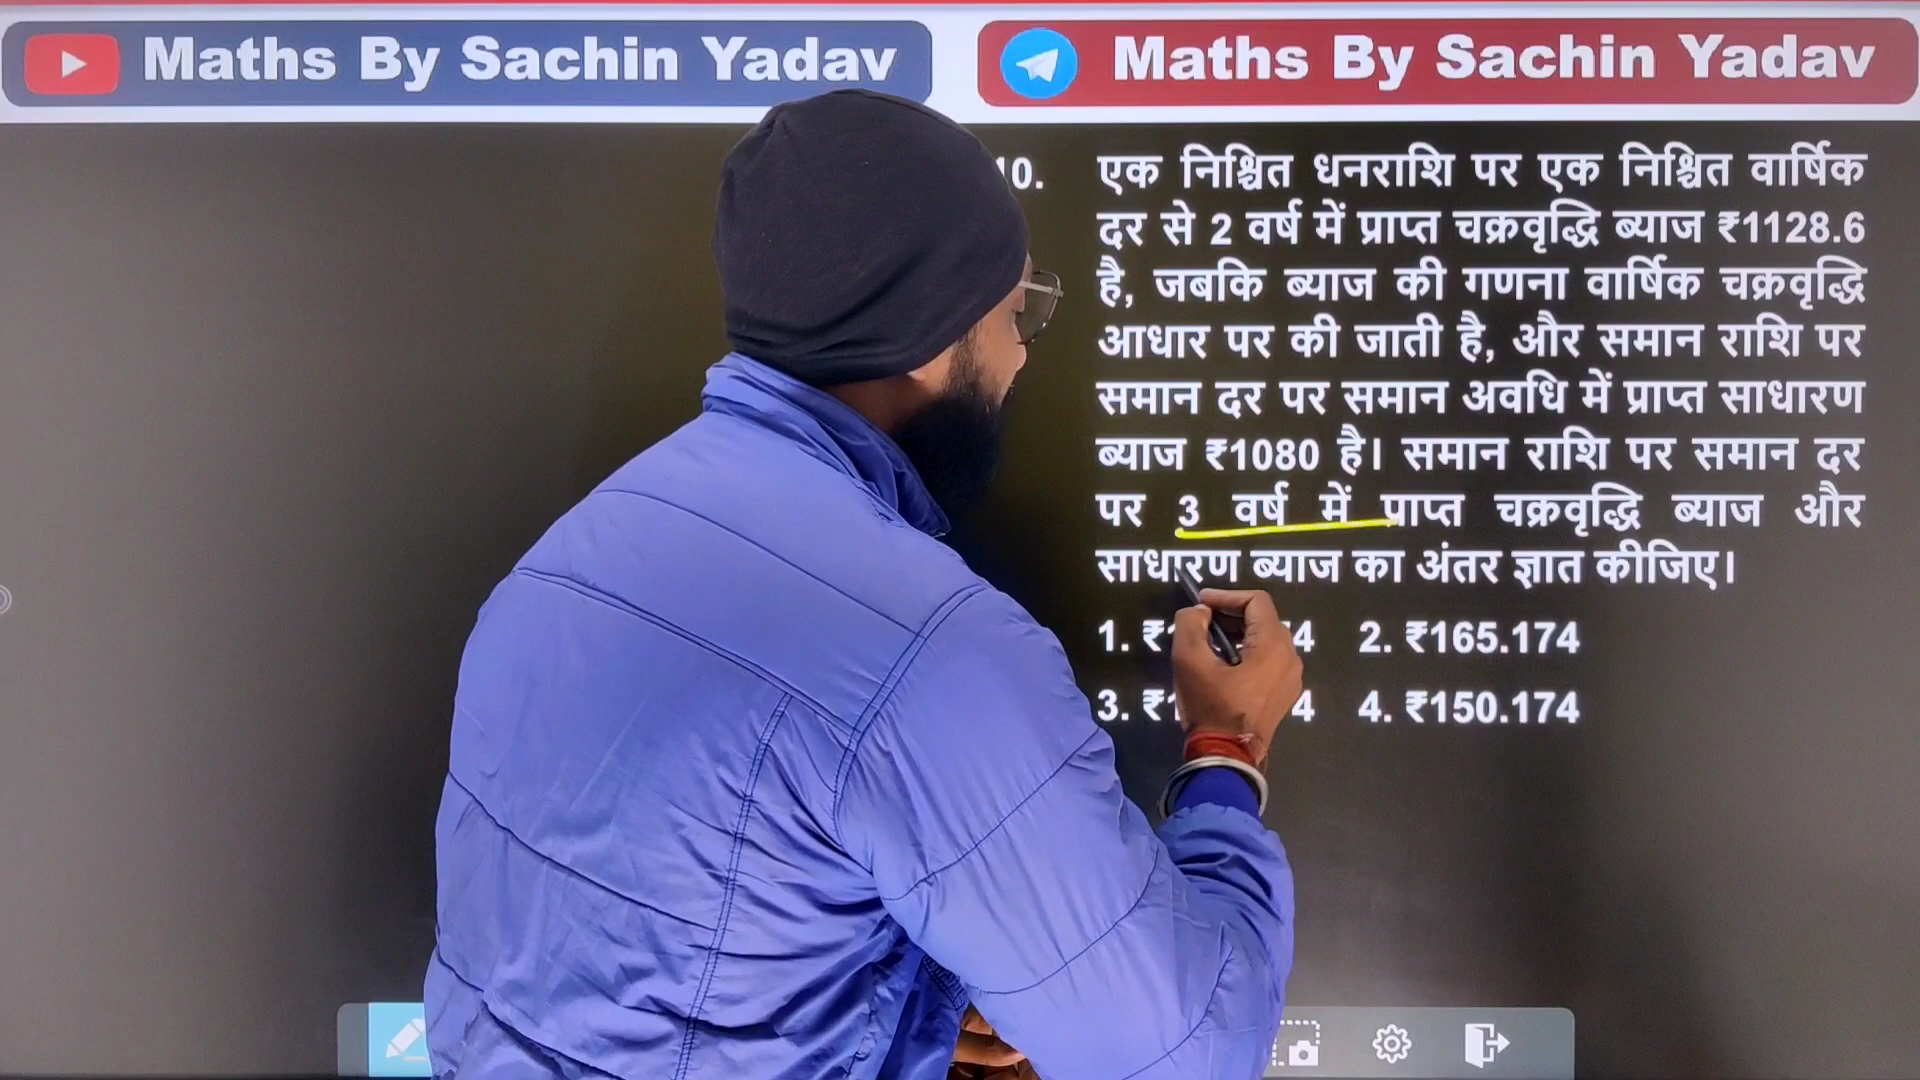 Maths By Sachin Yadav
Maths By Sachin Yadav
10. एक निश्चित धनराशि पर एक निश्चित वार्षिक
दर से 2 वर्ष में प्राप्त चक्रवृद्धि ब्याज ₹1128.6
है, जबकि ब्याज की गणना वार्षिक चक्रवृद्धि
आधार पर की जाती है, और समान राशि पर
समान दर पर समान अवधि में प्राप्त साधारण
ब्याज ₹1080 है। समान राशि पर समान दर
पर 3 वर्ष में प्राप्त चक्रवृद्धि ब्याज और
साधारण ब्याज का अंतर ज्ञात कीजिए।
1. 2. ₹165.174
3. 4. ₹150.174